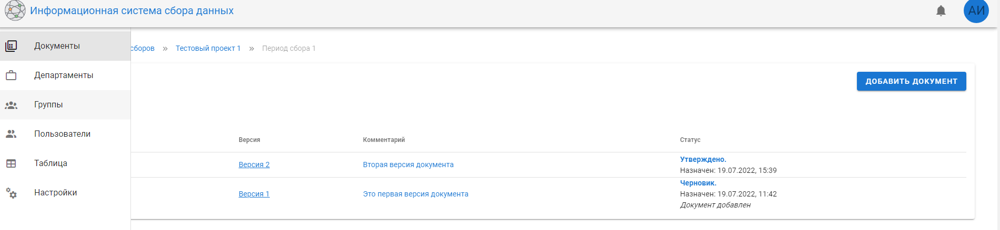 Информационная система сбора данных
АИ
Документы
Департаменты
Группы
Пользователи
Таблица
Настройки
сборов » Тестовый проект 1 » Период сбора 1
ДОБАВИТЬ ДОКУМЕНТ
Версия Комментарий Статус
Версия 2 Вторая версия документа Утверждено.
Назначен: 19.07.2022, 15:39
Черновик.
Версия 1 Это первая версия документа Назначен: 19.07.2022, 11:42
Документ добавлен